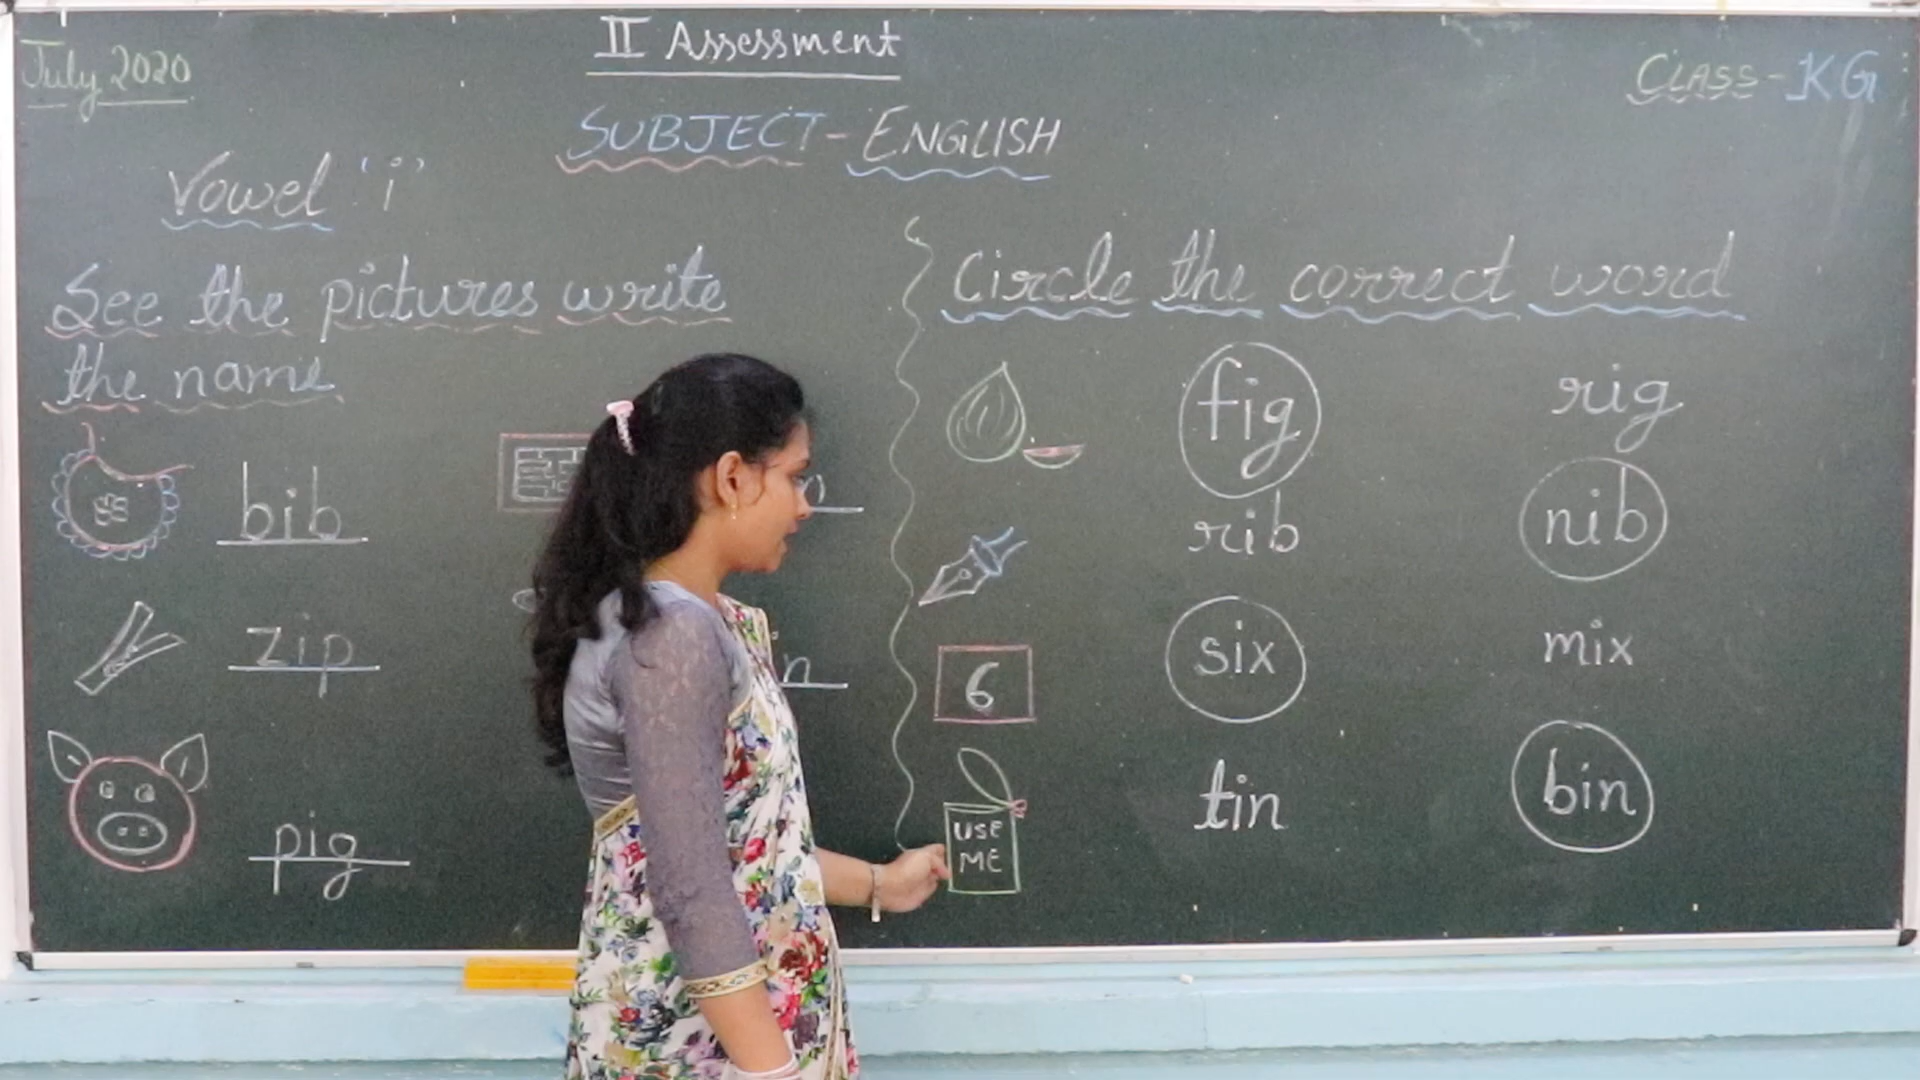 July 2020
II Assessment
CLASS - KG
SUBJECT - ENGLISH
Vowel 'i'
See the pictures write
the name
bib
zip
pig
n
Circle the correct word
fig rig
rib nib
6 six mix
USE
ME
tin bin